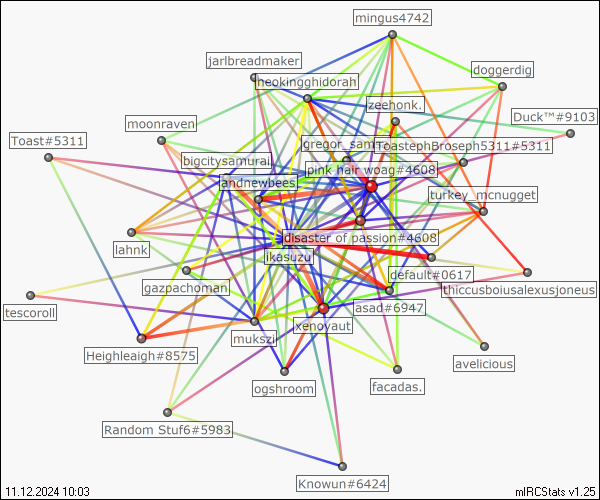 mingus4742
jarlbreadmaker
doggerdig
heokingghidorah
zeehonk.
Duck™#9103
moonraven
Toast#5311
gregor_sam
ToastephBroseph5311#5311
bigcitysamurai
pink hair woag#4608
andnewbees
turkey_mcnugget
disaster of passion#4608
lahnk
ikasuzu
default#0617
gazpachoman
thiccusboiusalexusjoneus
tescoroll
asad#6947
xenoyaut
mukszi
Heighleaigh#8575
avelicious
ogshroom
facadas.
Random Stuf6#5983
Knowun#6424
11.12.2024 10:03
mIRCStats v1.25